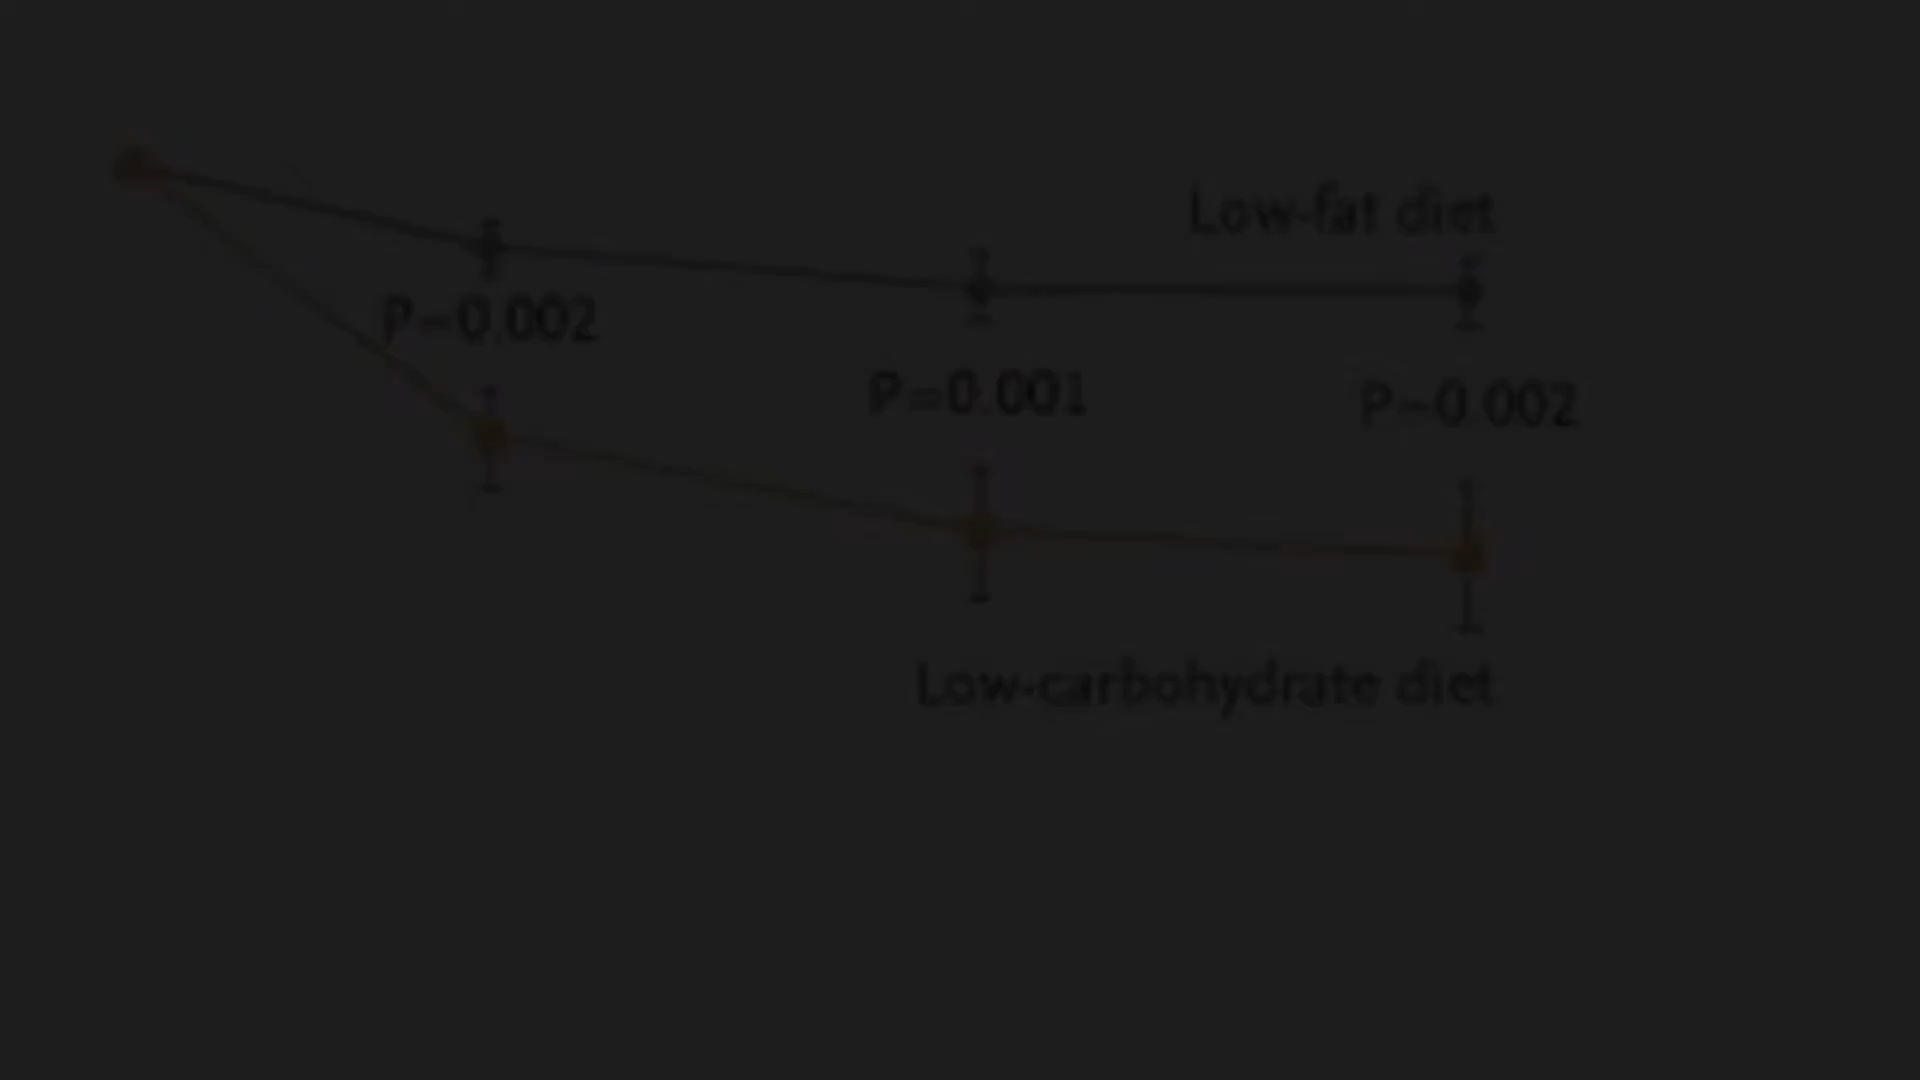 Low-fat diet
P=0.002
P=0.001
P=0.002
Low-carbohydrate diet